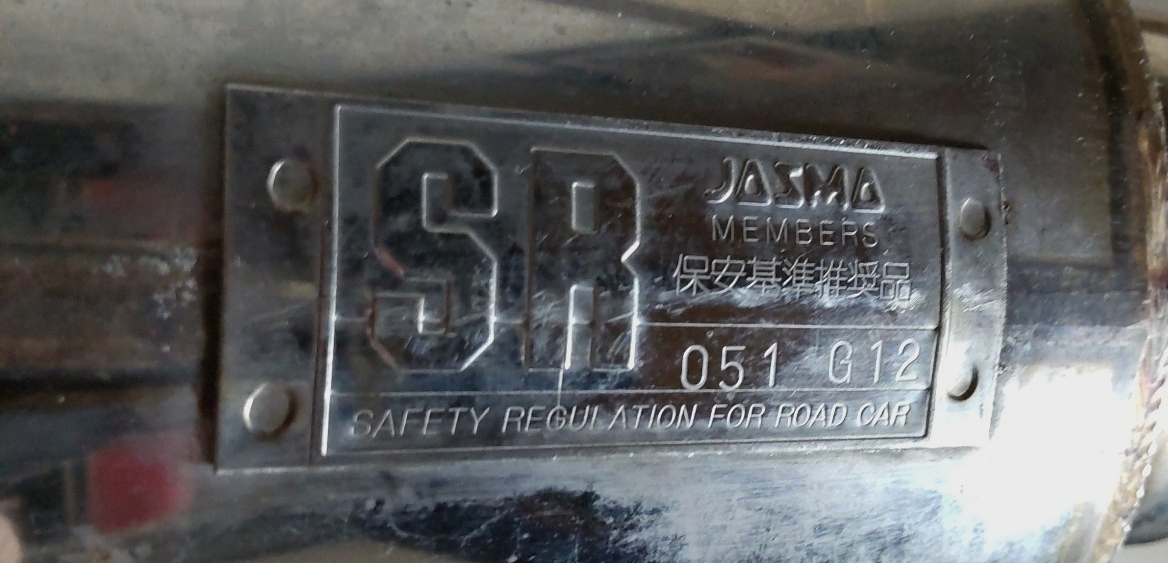 SR
JASMA
MEMBERS
保安基準推奨品
051 G12
SAFETY REGULATION FOR ROAD CAR